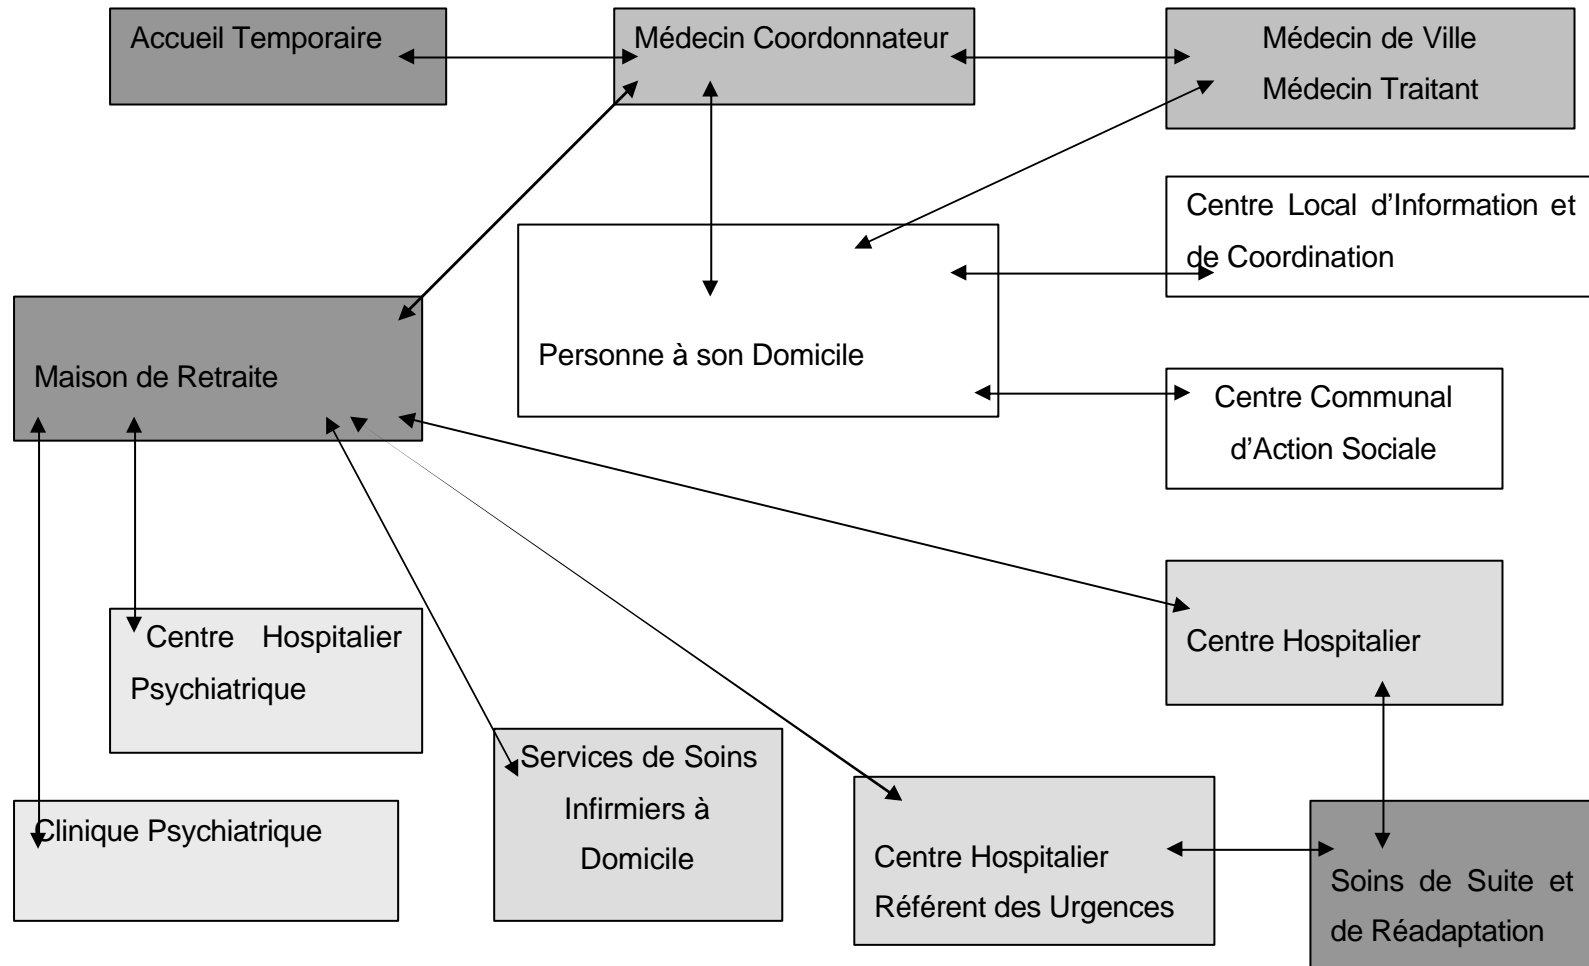 Accueil Temporaire
Médecin Coordonnateur
Médecin de Ville
Médecin Traitant
Centre Local d’Information et
de Coordination
Personne à son Domicile
Maison de Retraite
Centre Communal
d’Action Sociale
Centre Hospitalier
Psychiatrique
Centre Hospitalier
Services de Soins
Infirmiers à
Domicile
Clinique Psychiatrique
Centre Hospitalier
Référent des Urgences
Soins de Suite et
de Réadaptation